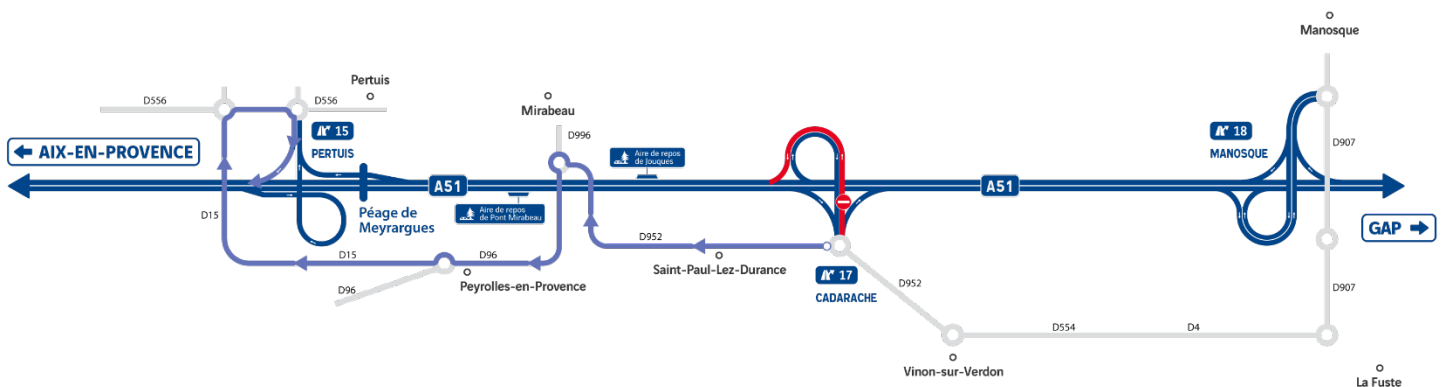 Manosque
Pertuis
D556
D556
Mirabeau
15
PERTUIS
D996
18
MANOSQUE
D907
← AIX-EN-PROVENCE
Aire de repos
de Jouques
A51
A51
Péage de
Meyrargues
Aire de repos
de Pont Mirabeau
D15
GAP →
D952
D15
D96
Saint-Paul-Lez-Durance
17
CADARACHE
D96
Peyrolles-en-Provence
D952
D907
D554
D4
Vinon-sur-Verdon
La Fuste